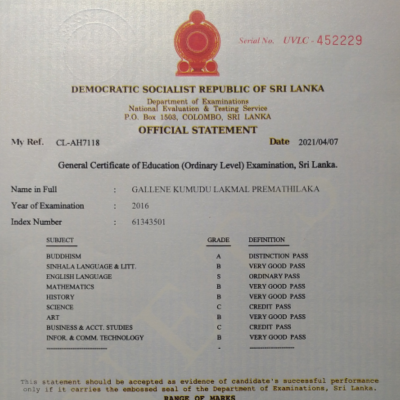 Serial No. UVLC - 452229
DEMOCRATIC SOCIALIST REPUBLIC OF SRI LANKA
Department of Examinations
National Evaluation & Testing Service
P.O. Box 1503, COLOMBO, SRI LANKA
OFFICIAL STATEMENT
My Ref. CL-AH7118 Date 2021/04/07
General Certificate of Education (Ordinary Level) Examination, Sri Lanka.
Name in Full : GALLENE KUMUDU LAKMAL PREMATHILAKA
Year of Examination : 2016
Index Number : 61343501
SUBJECT GRADE DEFINITION
BUDDHISM A DISTINCTION PASS
SINHALA LANGUAGE & LITT. B VERY GOOD PASS
ENGLISH LANGUAGE S ORDINARY PASS
MATHEMATICS B VERY GOOD PASS
HISTORY B VERY GOOD PASS
SCIENCE C CREDIT PASS
ART B VERY GOOD PASS
BUSINESS & ACCT. STUDIES C CREDIT PASS
INFOR. & COMM. TECHNOLOGY B VERY GOOD PASS
This statement should be accepted as evidence of candidate's successful performance
only if it carries the embossed seal of the Department of Examinations, Sri Lanka.
RANGE OF MARKS